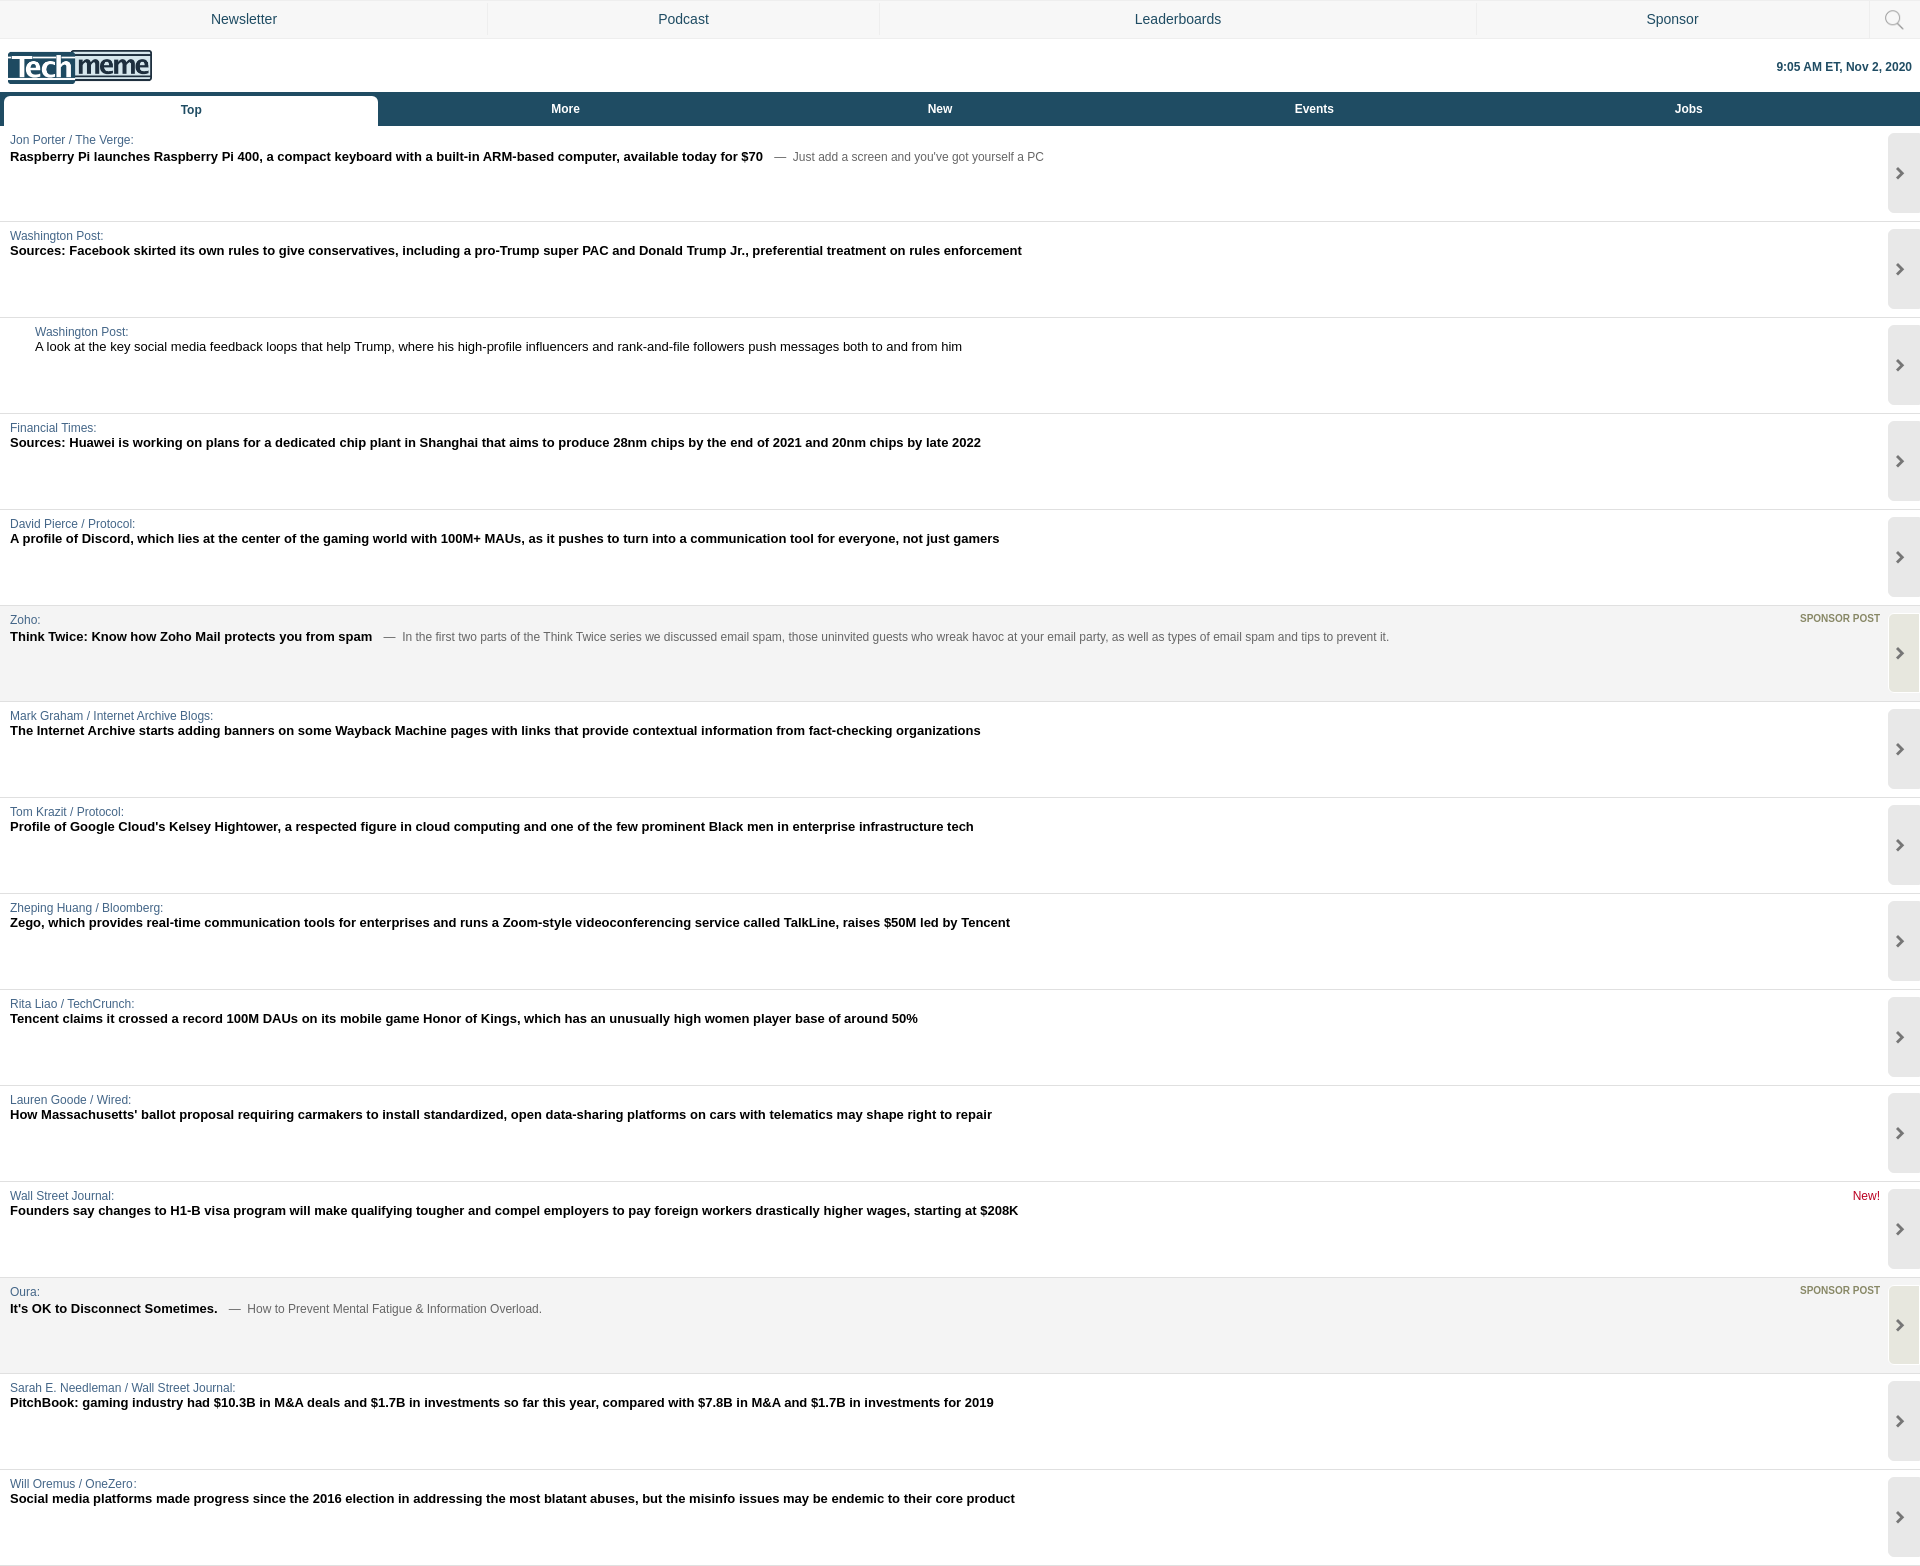 Newsletter
Podcast
Leaderboards
Sponsor
Techmeme
9:05 AM ET, Nov 2, 2020
Top
More
New
Events
Jobs
Jon Porter / The Verge:
Raspberry Pi launches Raspberry Pi 400, a compact keyboard with a built-in ARM-based computer, available today for $70 — Just add a screen and you've got yourself a PC
Washington Post:
Sources: Facebook skirted its own rules to give conservatives, including a pro-Trump super PAC and Donald Trump Jr., preferential treatment on rules enforcement
Washington Post:
A look at the key social media feedback loops that help Trump, where his high-profile influencers and rank-and-file followers push messages both to and from him
Financial Times:
Sources: Huawei is working on plans for a dedicated chip plant in Shanghai that aims to produce 28nm chips by the end of 2021 and 20nm chips by late 2022
David Pierce / Protocol:
A profile of Discord, which lies at the center of the gaming world with 100M+ MAUs, as it pushes to turn into a communication tool for everyone, not just gamers
Zoho:
SPONSOR POST
Think Twice: Know how Zoho Mail protects you from spam — In the first two parts of the Think Twice series we discussed email spam, those uninvited guests who wreak havoc at your email party, as well as types of email spam and tips to prevent it.
Mark Graham / Internet Archive Blogs:
The Internet Archive starts adding banners on some Wayback Machine pages with links that provide contextual information from fact-checking organizations
Tom Krazit / Protocol:
Profile of Google Cloud's Kelsey Hightower, a respected figure in cloud computing and one of the few prominent Black men in enterprise infrastructure tech
Zheping Huang / Bloomberg:
Zego, which provides real-time communication tools for enterprises and runs a Zoom-style videoconferencing service called TalkLine, raises $50M led by Tencent
Rita Liao / TechCrunch:
Tencent claims it crossed a record 100M DAUs on its mobile game Honor of Kings, which has an unusually high women player base of around 50%
Lauren Goode / Wired:
How Massachusetts' ballot proposal requiring carmakers to install standardized, open data-sharing platforms on cars with telematics may shape right to repair
Wall Street Journal:
New!
Founders say changes to H1-B visa program will make qualifying tougher and compel employers to pay foreign workers drastically higher wages, starting at $208K
Oura:
SPONSOR POST
It's OK to Disconnect Sometimes. — How to Prevent Mental Fatigue & Information Overload.
Sarah E. Needleman / Wall Street Journal:
PitchBook: gaming industry had $10.3B in M&A deals and $1.7B in investments so far this year, compared with $7.8B in M&A and $1.7B in investments for 2019
Will Oremus / OneZero:
Social media platforms made progress since the 2016 election in addressing the most blatant abuses, but the misinfo issues may be endemic to their core product